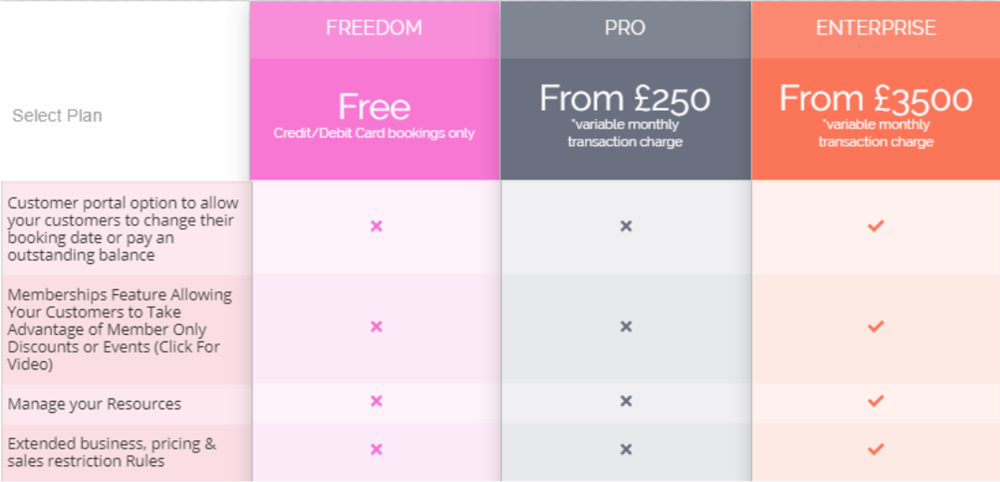 FREEDOM
PRO
ENTERPRISE
Select Plan
Free
Credit/Debit Card bookings only
From £250
*variable monthly
transaction charge
From £3500
*variable monthly
transaction charge
Customer portal option to allow
your customers to change their
booking date or pay an
outstanding balance
Memberships Feature Allowing
Your Customers to Take
Advantage of Member Only
Discounts or Events (Click For
Video)
Manage your Resources
Extended business, pricing &
sales restriction Rules